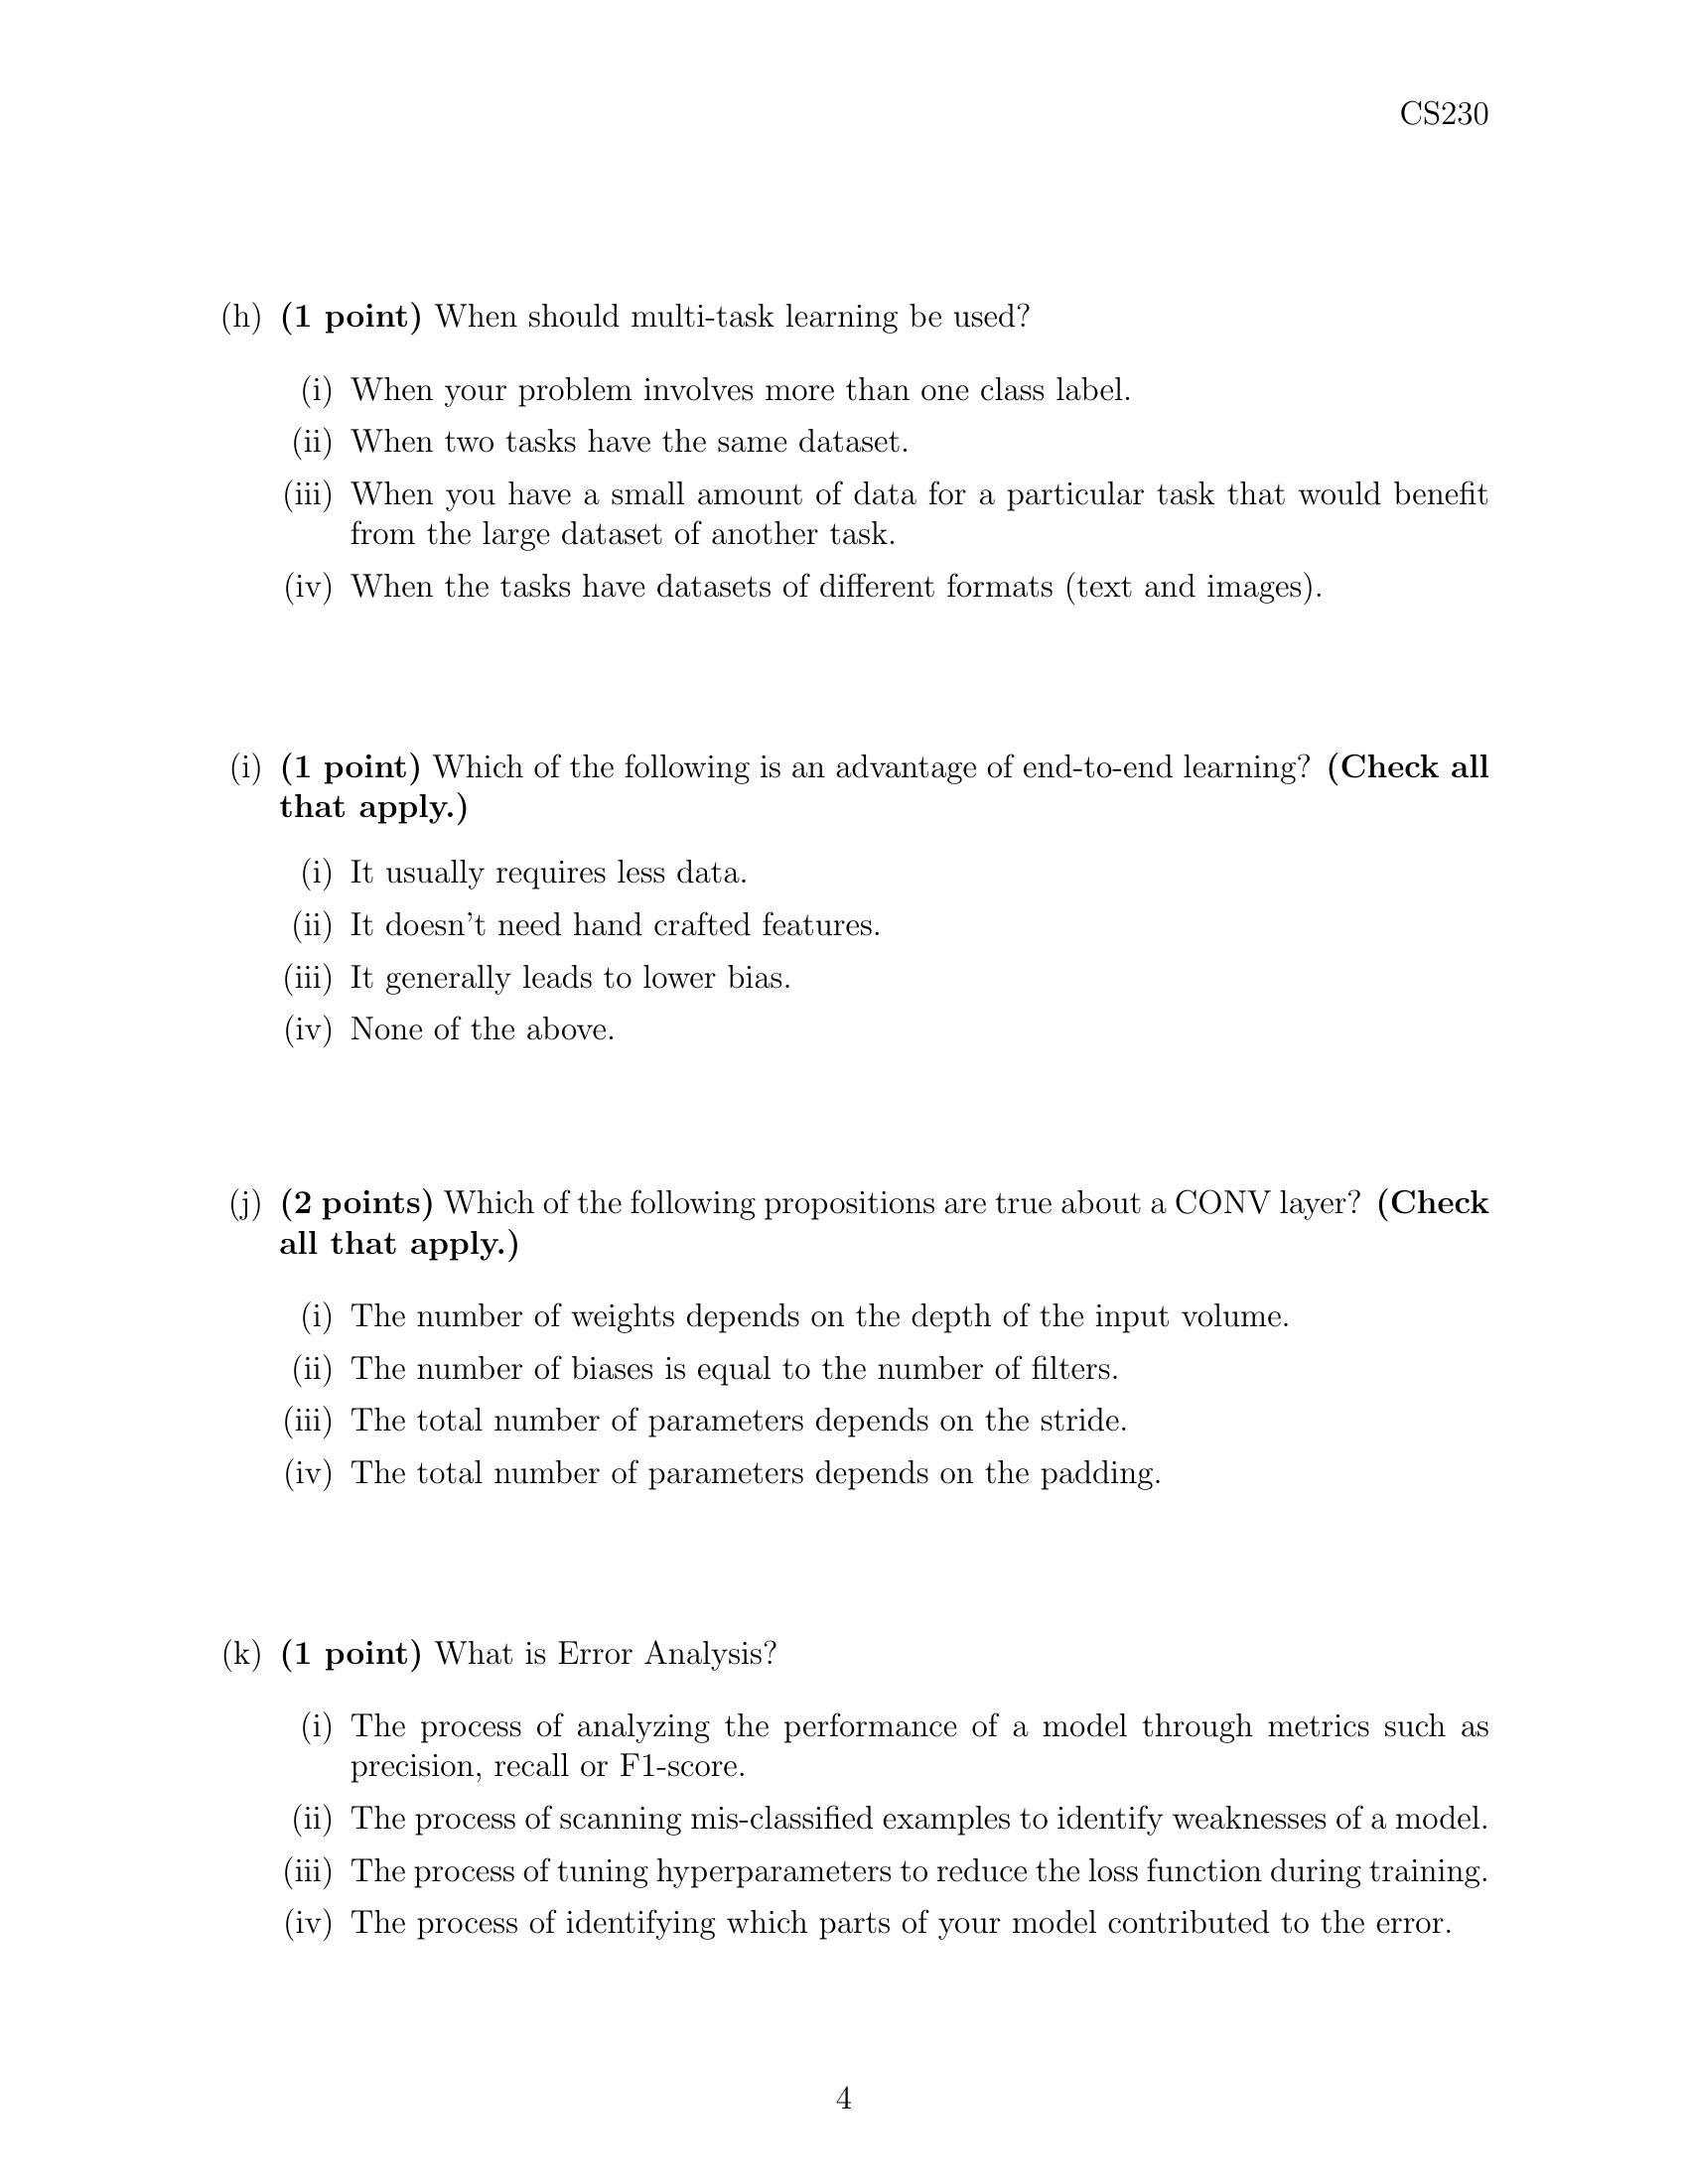 CS230
(h) (1 point) When should multi-task learning be used?
(i) When your problem involves more than one class label.
(ii) When two tasks have the same dataset.
(iii) When you have a small amount of data for a particular task that would benefit
from the large dataset of another task.
(iv) When the tasks have datasets of different formats (text and images).
(i) (1 point) Which of the following is an advantage of end-to-end learning? (Check all
that apply.)
(i) It usually requires less data.
(ii) It doesn't need hand crafted features.
(iii) It generally leads to lower bias.
(iv) None of the above.
(j) (2 points) Which of the following propositions are true about a CONV layer? (Check
all that apply.)
(i) The number of weights depends on the depth of the input volume.
(ii) The number of biases is equal to the number of filters.
(iii) The total number of parameters depends on the stride.
(iv) The total number of parameters depends on the padding.
(k) (1 point) What is Error Analysis?
(i) The process of analyzing the performance of a model through metrics such as
precision, recall or F1-score.
(ii) The process of scanning mis-classified examples to identify weaknesses of a model.
(iii) The process of tuning hyperparameters to reduce the loss function during training.
(iv) The process of identifying which parts of your model contributed to the error.
4